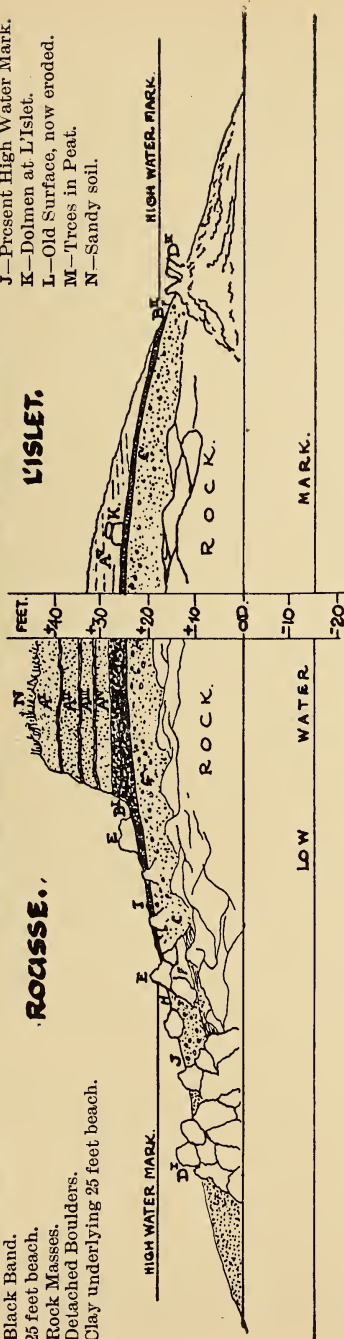 Black Band.
25 feet beach.
Rock Masses.
Detached Boulders.
Clay underlying 25 feet beach.
ROUSSE.
L'ISLET.
J—Present High Water Mark.
K—Dolmen at L'Islet.
L—Old Surface, now eroded.
M—Trees in Peat.
N—Sandy soil.
HIGH WATER MARK.
HIGH WATER MARK.
FEET.
+40
+30
+20
+10
OD
-10
-20
N
E
I
E
H
J
C
K
ROCK.
ROCK.
LOW WATER MARK.